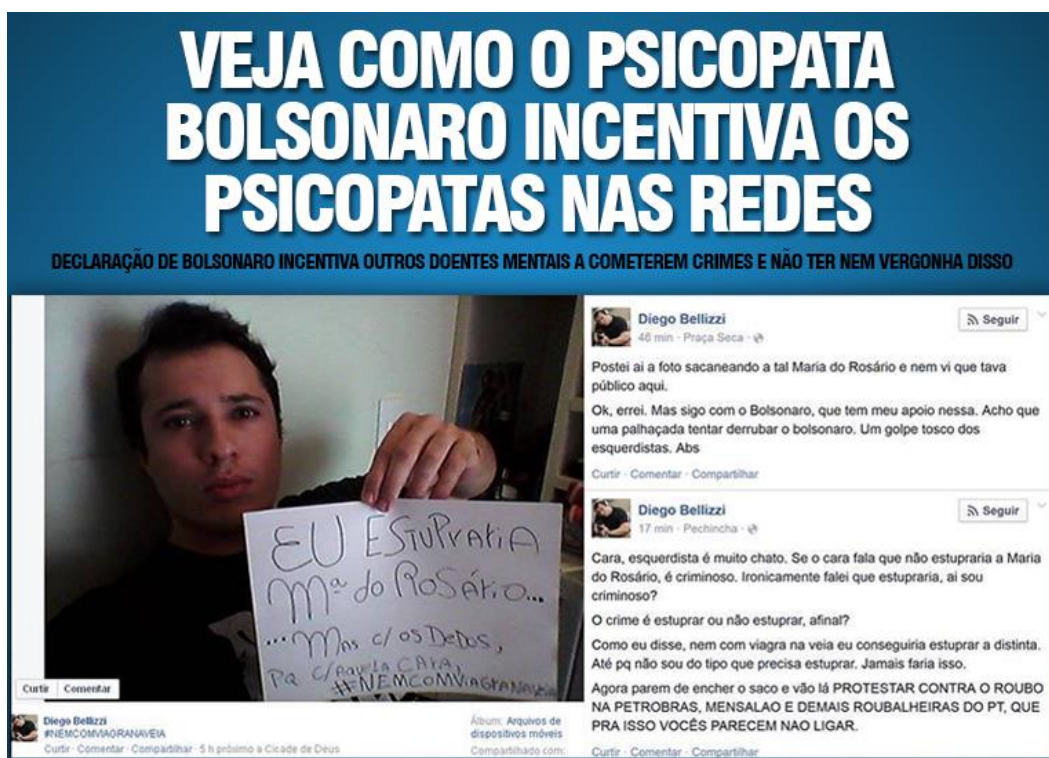 VEJA COMO O PSICOPATA
BOLSONARO INCENTIVA OS
PSICOPATAS NAS REDES
DECLARAÇÃO DE BOLSONARO INCENTIVA OUTROS DOENTES MENTAIS A COMETEREM CRIMES E NÃO TER NEM VERGONHA DISSO
EU ESTUPRARIA
Mª do ROSÁRIO...
...MAS c/ os DEDOS,
PQ c/ AQUELA CARA,
#NEMCOMVIAGRANAVEIA
Curtir Comentar
Diego Bellizzi
#NEMCOMVIAGRANAVEIA
Curtir · Comentar · Compartilhar · 5 h próximo a Cidade de Deus
Álbum: Arquivos de
dispositivos móveis
Compartilhado com:
Diego Bellizzi
Seguir
46 min · Praça Seca ·
Postei ai a foto sacaneando a tal Maria do Rosário e nem vi que tava
público aqui.
Ok, errei. Mas sigo com o Bolsonaro, que tem meu apoio nessa. Acho que
uma palhaçada tentar derrubar o bolsonaro. Um golpe tosco dos
esquerdistas. Abs
Curtir · Comentar · Compartilhar
Diego Bellizzi
Seguir
17 min · Pechincha ·
Cara, esquerdista é muito chato. Se o cara fala que não estupraria a Maria
do Rosário, é criminoso. Ironicamente falei que estupraria, ai sou
criminoso?
O crime é estuprar ou não estuprar, afinal?
Como eu disse, nem com viagra na veia eu conseguiria estuprar a distinta.
Até pq não sou do tipo que precisa estuprar. Jamais faria isso.
Agora parem de encher o saco e vão lá PROTESTAR CONTRA O ROUBO
NA PETROBRAS, MENSALAO E DEMAIS ROUBALHEIRAS DO PT, QUE
PRA ISSO VOCÊS PARECEM NAO LIGAR.
Curtir · Comentar · Compartilhar